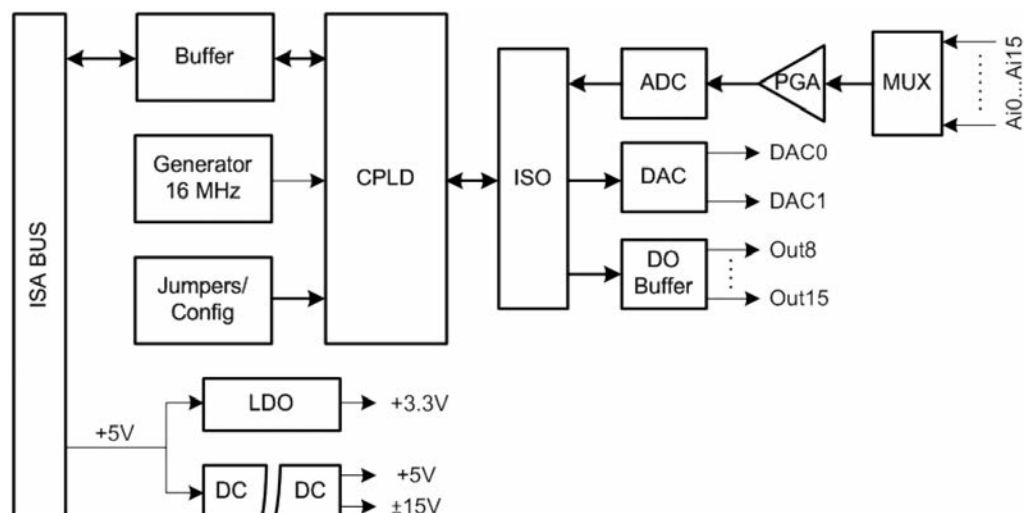 ISA BUS
Buffer
Generator
16 MHz
Jumpers/
Config
CPLD
ISO
ADC
PGA
MUX
Ai0...Ai15
DAC
DAC0
DAC1
DO
Buffer
Out8
Out15
+5V
LDO
+3.3V
DC
DC
+5V
±15V